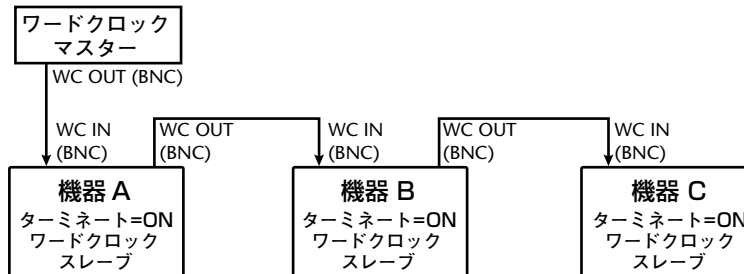 ワードクロック
マスター
WC OUT (BNC)
WC IN
(BNC)
WC OUT
(BNC)
WC IN
(BNC)
WC OUT
(BNC)
WC IN
(BNC)
機器 A
ターミネート=ON
ワードクロック
スレーブ
機器 B
ターミネート=ON
ワードクロック
スレーブ
機器 C
ターミネート=ON
ワードクロック
スレーブ